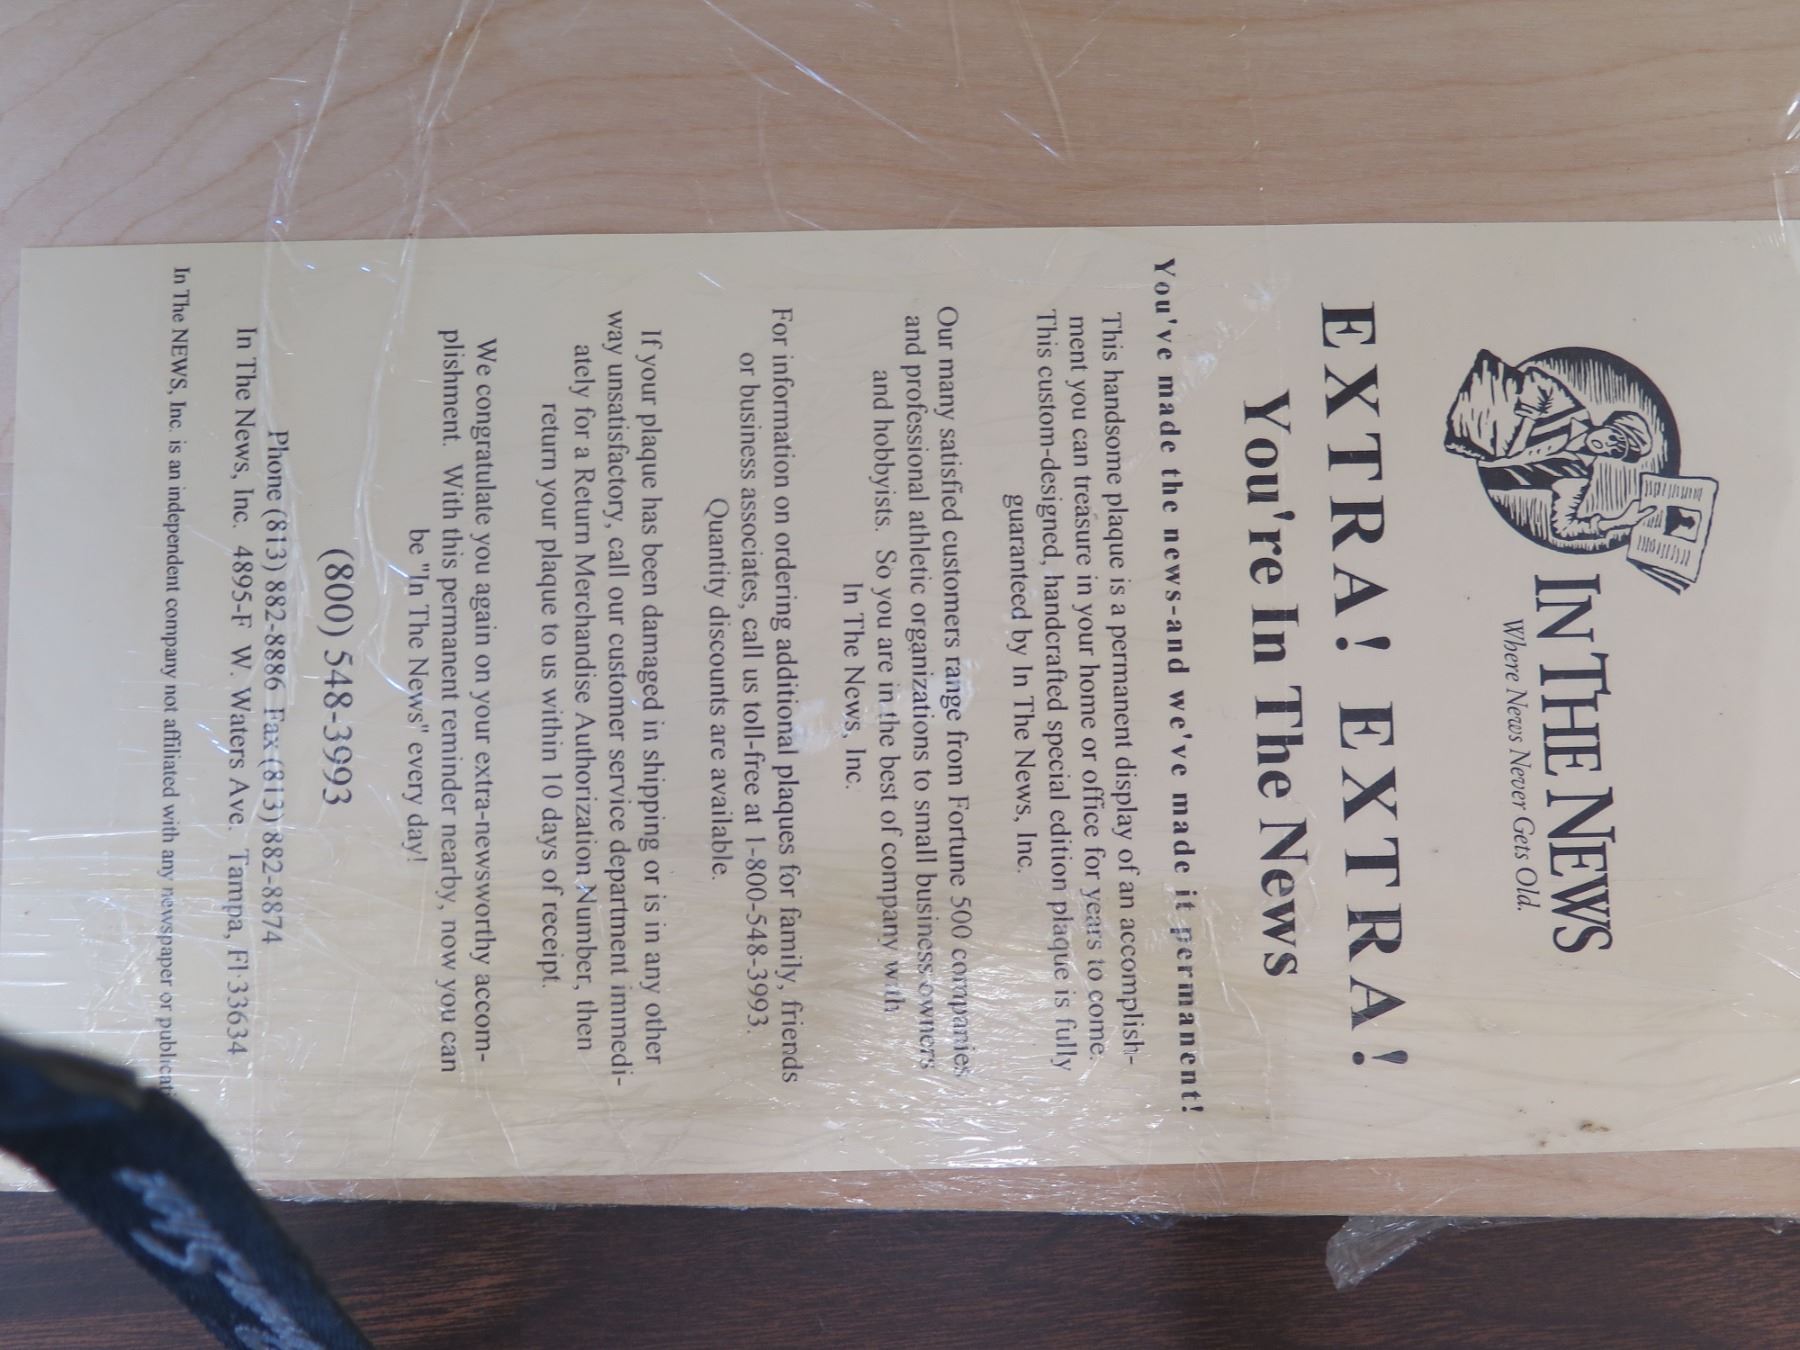 IN THE NEWS
Where News Never Gets Old.
EXTRA! EXTRA!
You're In The News
You've made the news-and we've made it permanent!
This handsome plaque is a permanent display of an accomplish-
ment you can treasure in your home or office for years to come.
This custom-designed, handcrafted special edition plaque is fully
guaranteed by In The News, Inc.
Our many satisfied customers range from Fortune 500 companies
and professional athletic organizations to small business owners
and hobbyists. So you are in the best of company with
In The News, Inc.
For information on ordering additional plaques for family, friends
or business associates, call us toll-free at 1-800-548-3993.
Quantity discounts are available.
If your plaque has been damaged in shipping or is in any other
way unsatisfactory, call our customer service department immedi-
ately for a Return Merchandise Authorization Number, then
return your plaque to us within 10 days of receipt.
We congratulate you again on your extra-newsworthy accom-
plishment. With this permanent reminder nearby, now you can
be "In The News" every day!
(800) 548-3993
Phone (813) 882-8886 Fax (813) 882-8874
In The News, Inc. 4895-F W. Waters Ave. Tampa, Fl 33634
In The NEWS, Inc. is an independent company not affiliated with any newspaper or publicati